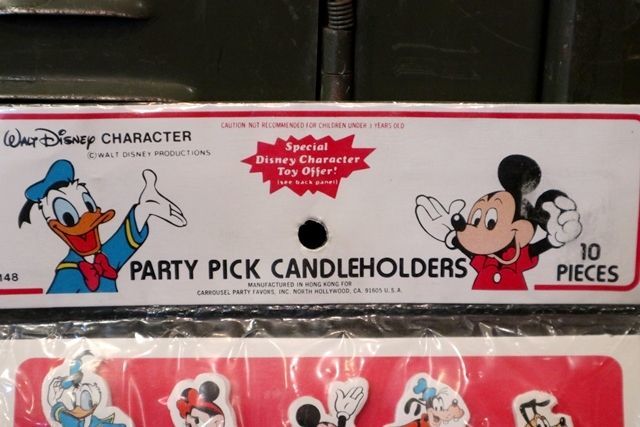 CAUTION NOT RECOMMENDED FOR CHILDREN UNDER 3 YEARS OLD
WALT DISNEY CHARACTER
(C)WALT DISNEY PRODUCTIONS
Special
Disney Character
Toy Offer!
(see back panel)
148
PARTY PICK CANDLEHOLDERS
10
PIECES
MANUFACTURED IN HONG KONG FOR
CARROUSEL PARTY FAVORS, INC. NORTH HOLLYWOOD, CA. 91605 U.S.A.